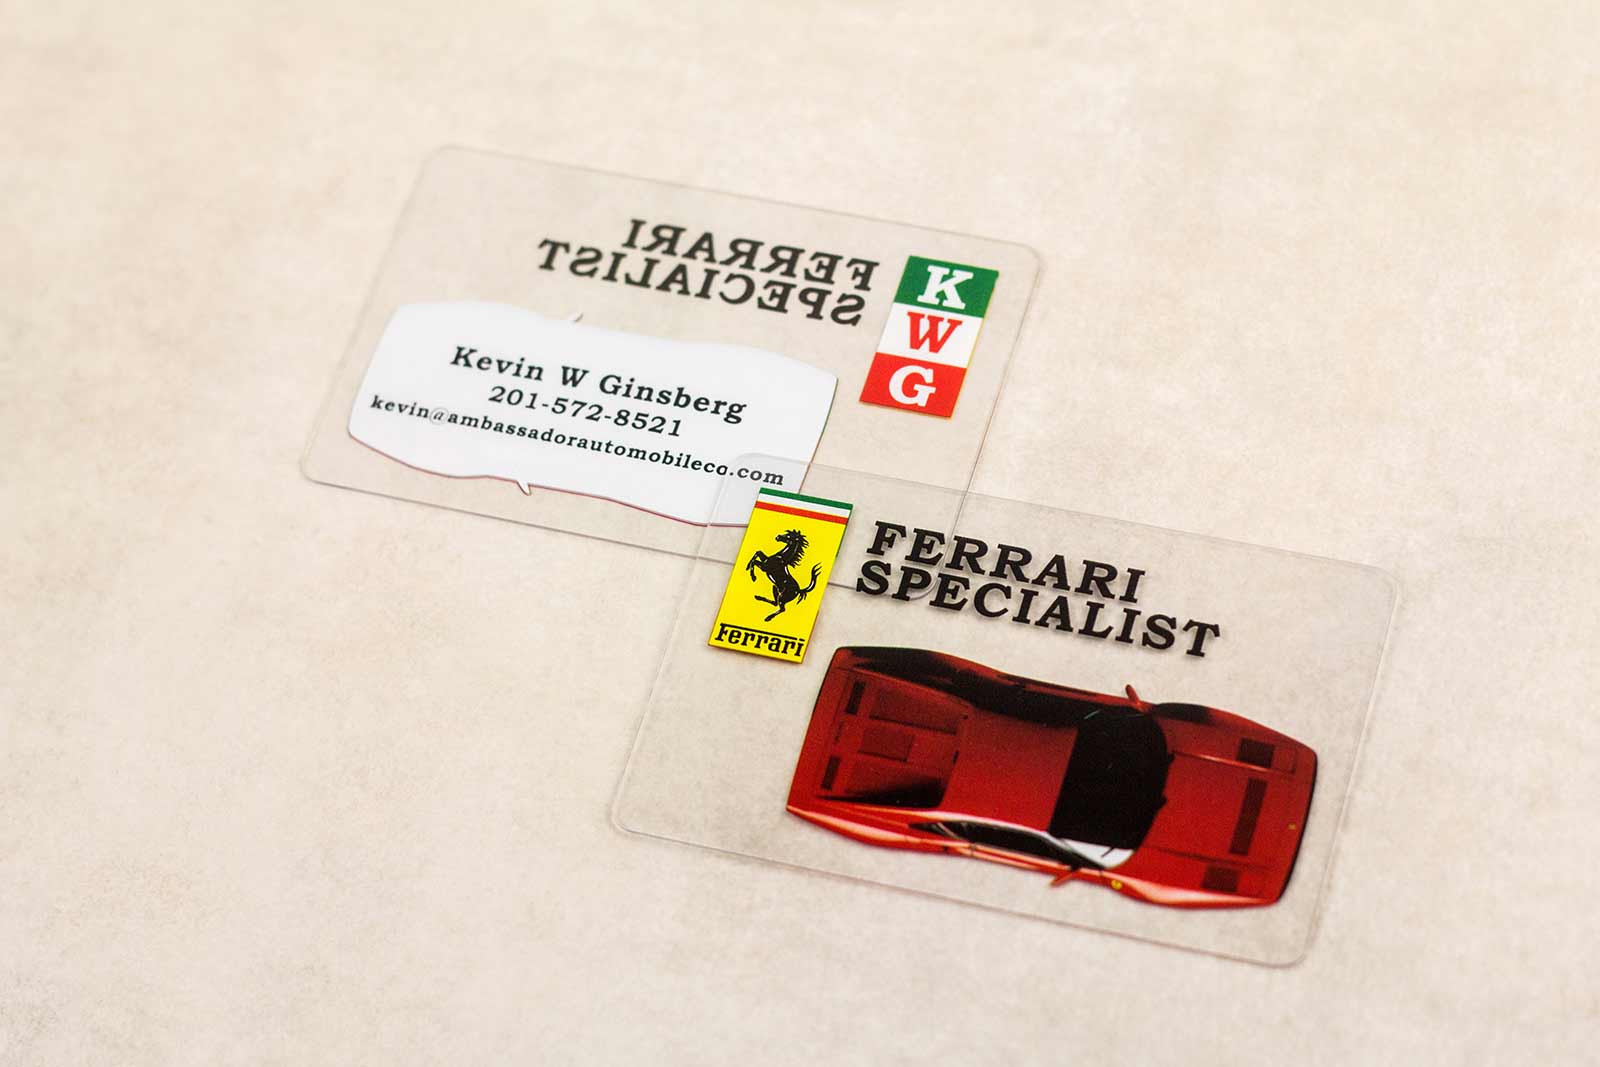 FERRARI
SPECIALIST
K
W
G
Kevin W Ginsberg
201-572-8521
kevin@ambassadorautomobileco.com
Ferrari
FERRARI
SPECIALIST